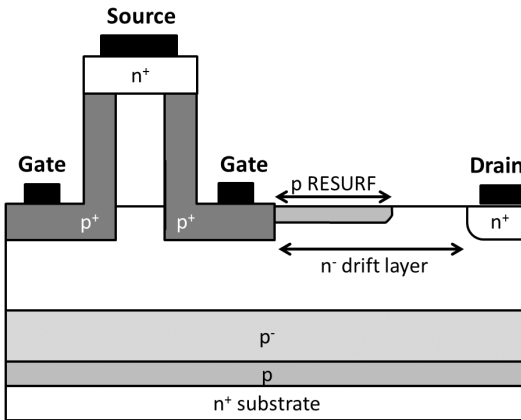 Source
n⁺
Gate
Gate
Drain
p RESURF
p⁺
p⁺
n⁺
n⁻ drift layer
p⁻
p
n⁺ substrate